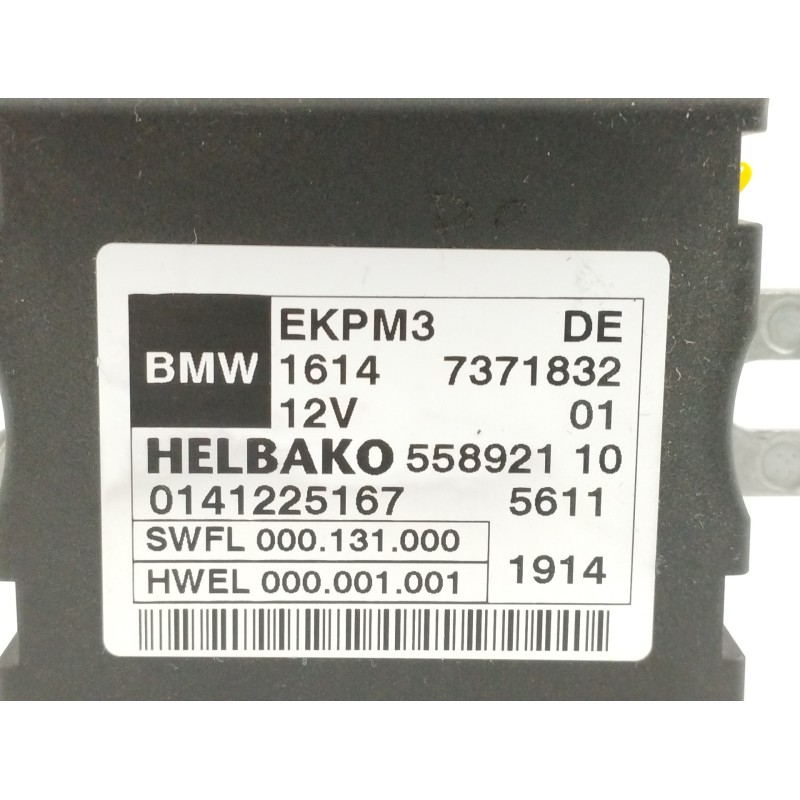 BMW
EKPM3 DE
1614 7371832
12V 01
HELBAKO 558921 10
0141225167 5611
SWFL 000.131.000
HWEL 000.001.001
1914